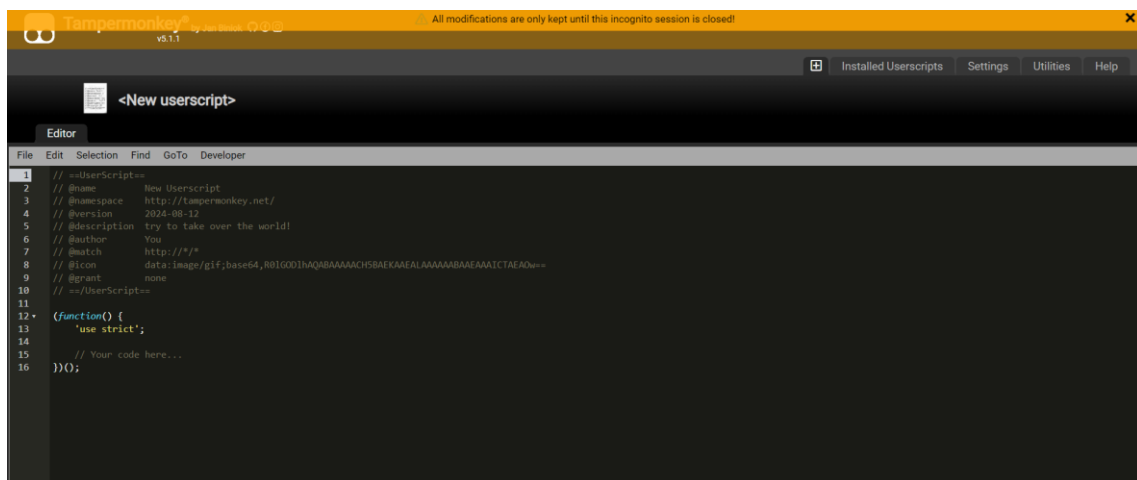 All modifications are only kept until this incognito session is closed!
Tampermonkey® by Jan Biniok
v5.1.1
Installed Userscripts Settings Utilities Help
<New userscript>
Editor
File Edit Selection Find GoTo Developer
1 // ==UserScript==
2 // @name New Userscript
3 // @namespace http://tampermonkey.net/
4 // @version 2024-08-12
5 // @description try to take over the world!
6 // @author You
7 // @match http://*/*
8 // @icon data:image/gif;base64,R0lGODlhAQABAAAAACH5BAEKAAEALAAAAAABAAEAAAICTAEAOw==
9 // @grant none
10 // ==/UserScript==
11
12 (function() {
13 'use strict';
14
15 // Your code here...
16 })();